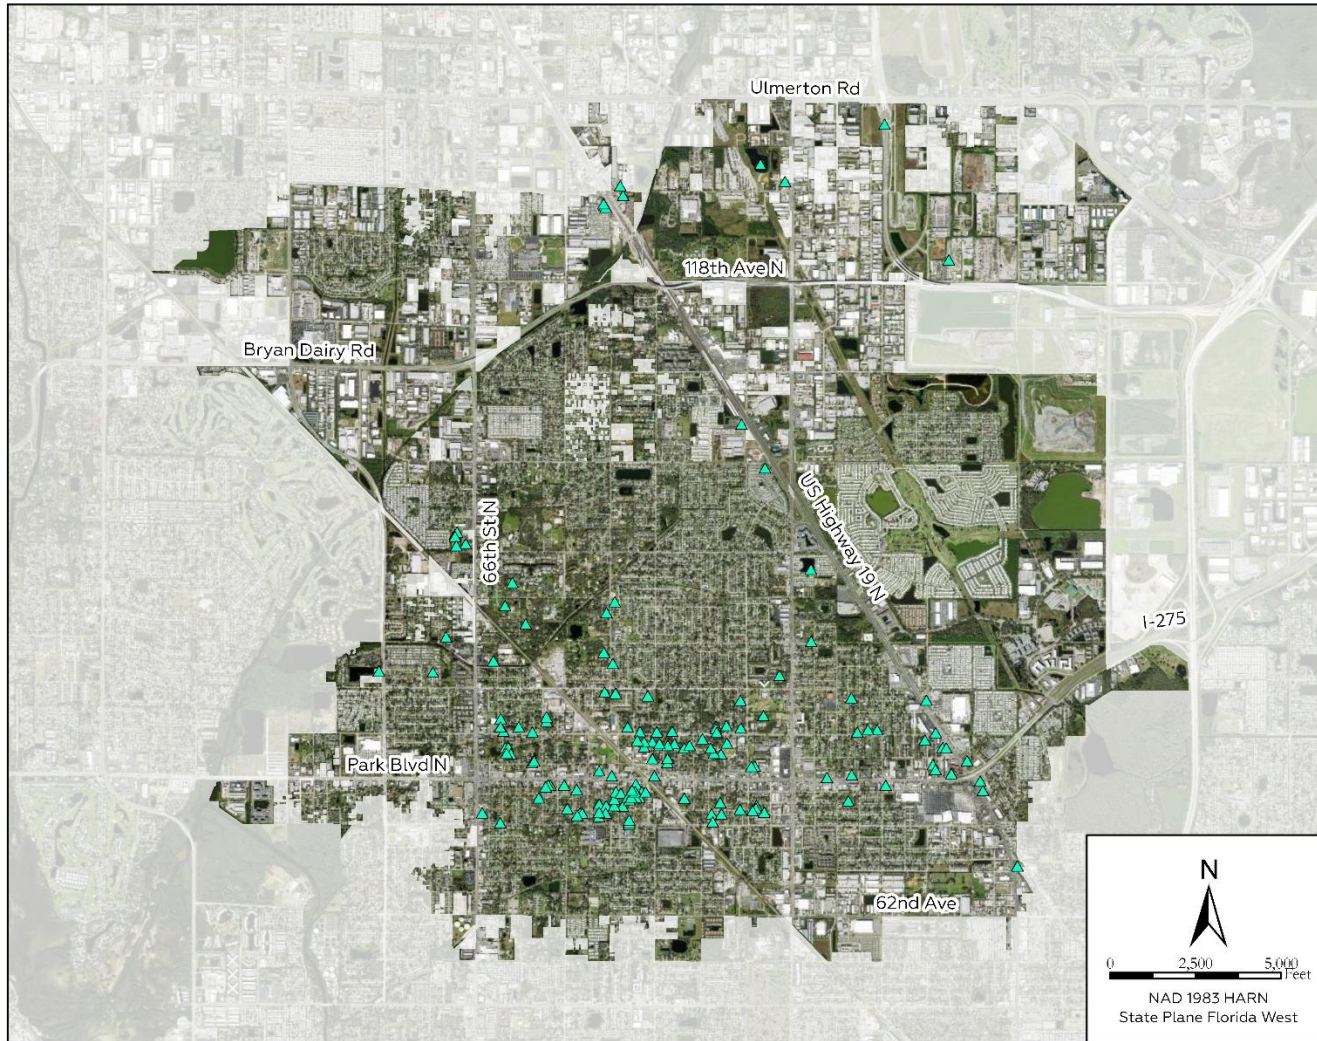 Ulmerton Rd
118th Ave N
Bryan Dairy Rd
US Highway 19 N
66th St N
I-275
Park Blvd N
62nd Ave
N
0 2,500 5,000
Feet
NAD 1983 HARN
State Plane Florida West